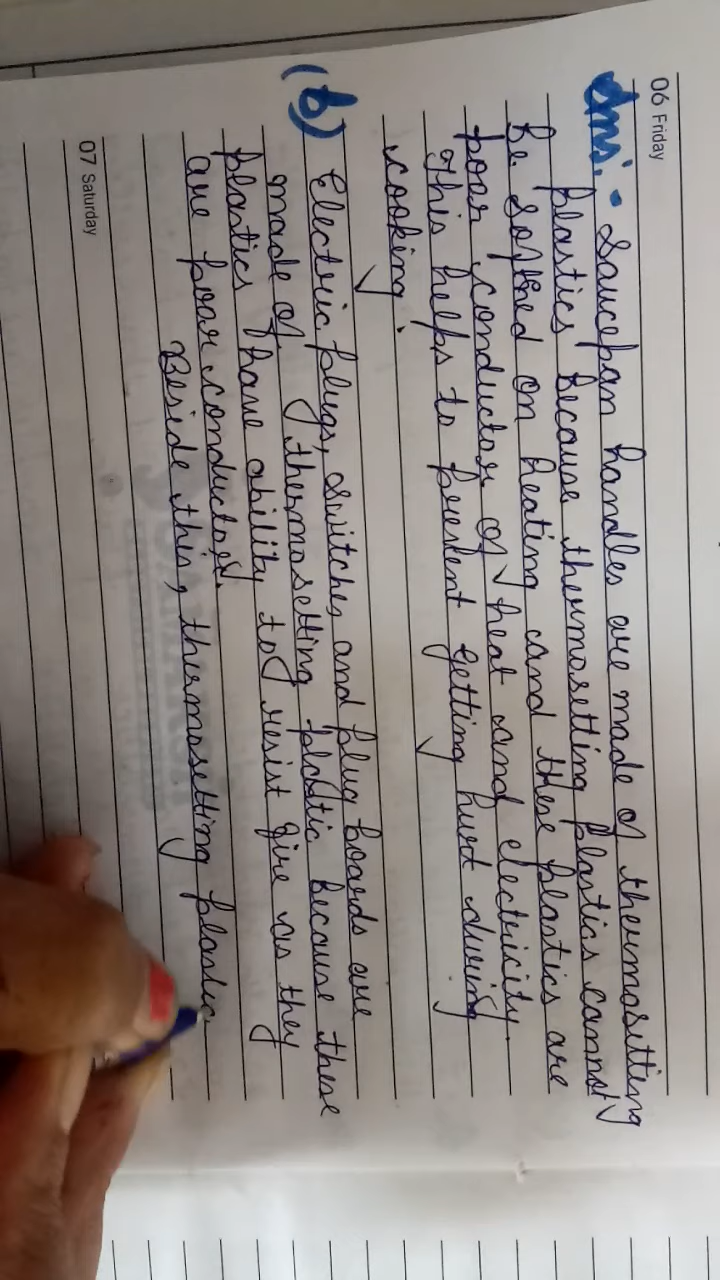 06 Friday
Ans:- Saucepan handles are made of thermosetting
plastics because thermosetting plastics cannot
be softned on heating and these plastics are
poor conductor of heat and electricity.
This helps to prevent getting hurt during
cooking.
(b) Electric plugs, switches and plug boards are
made of thermosetting plastic because these
plastics have ability to resist fire as they
are poor conductors.
Beside this, thermosetting plastic
07 Saturday